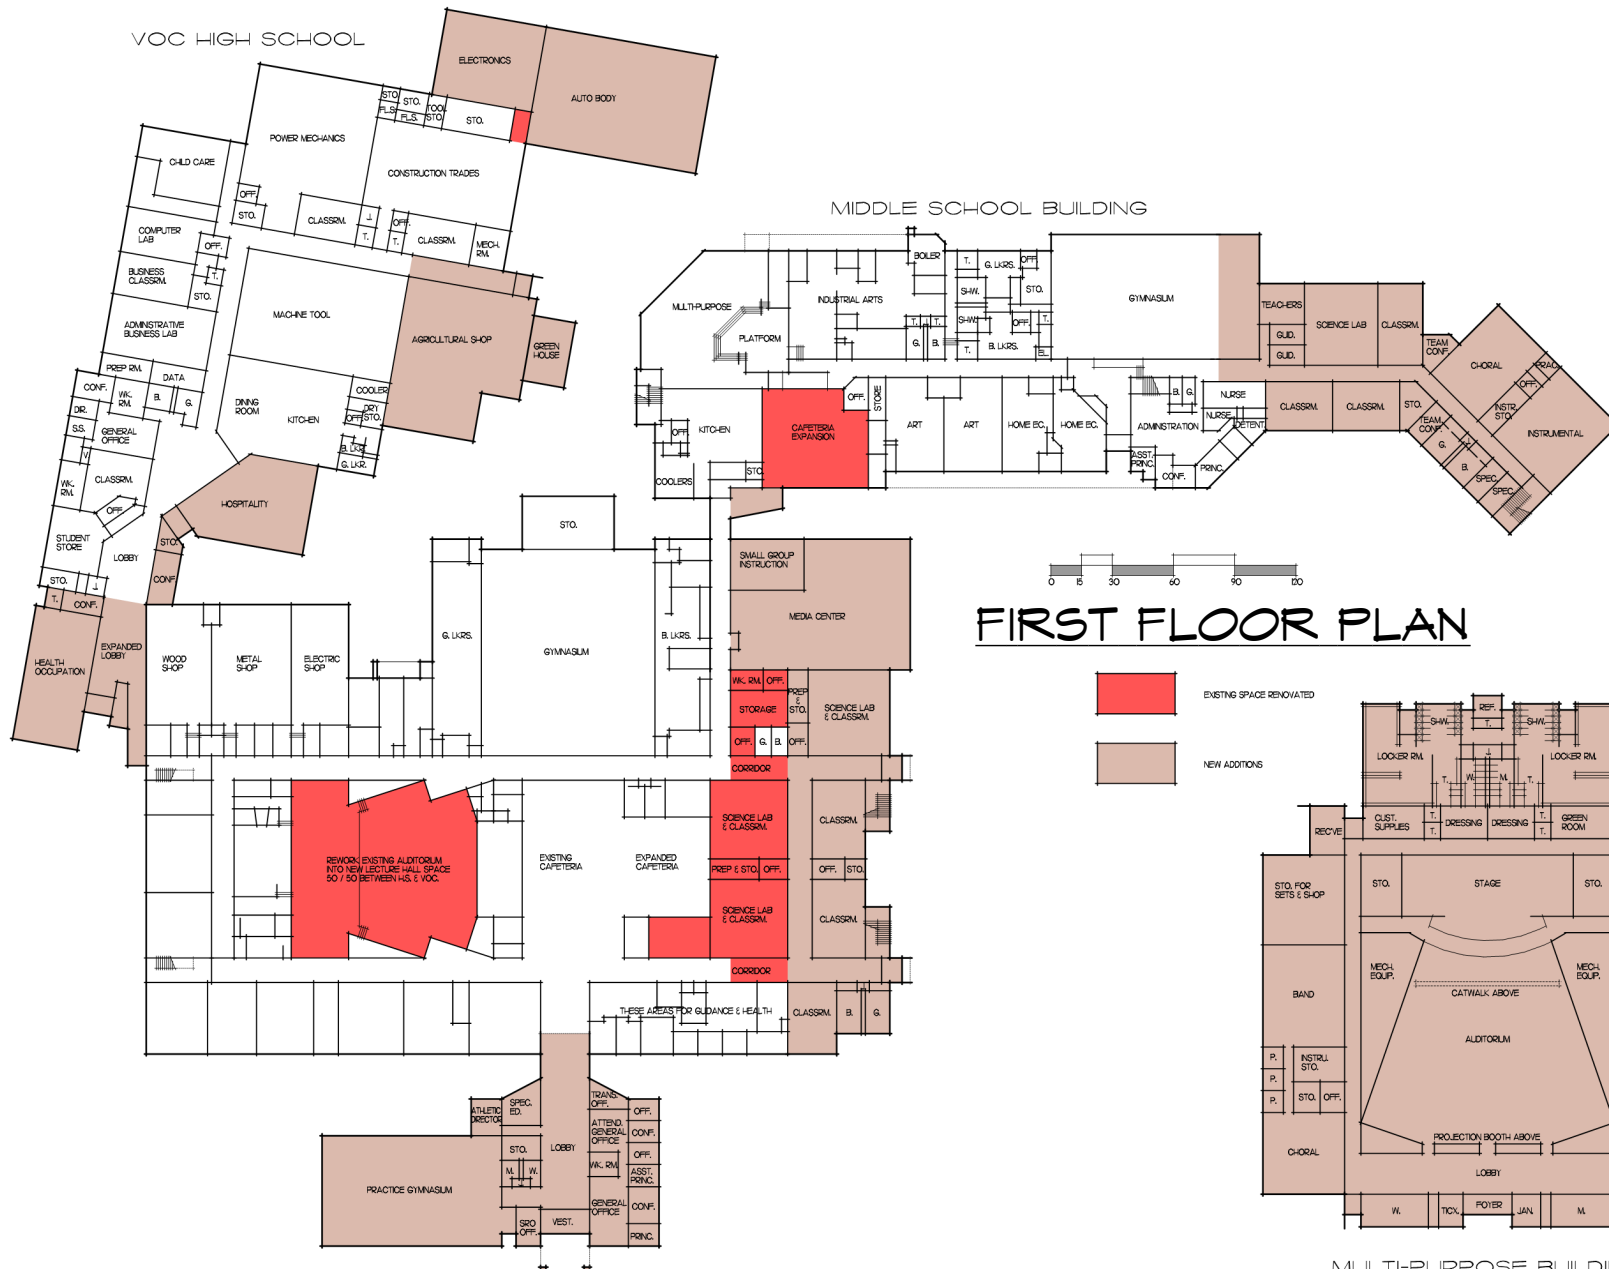 VOC HIGH SCHOOL
ELECTRONICS
AUTO BODY
STO.
FLS.
STO.
FLS.
TOOL
STO.
STO.
POWER MECHANICS
CONSTRUCTION TRADES
CHILD CARE
OFF.
STO.
CLASSRM.
J.
T.
OFF.
T.
CLASSRM.
MECH.
RM.
COMPUTER
LAB
OFF.
BUSINESS
CLASSRM.
T.
STO.
MACHINE TOOL
ADMINISTRATIVE
BUSINESS LAB
AGRICULTURAL SHOP
GREEN
HOUSE
PREP RM.
DATA
CONF.
WK.
RM.
B.
G.
COOLER
DRY
STO.
OFF.
DIR.
S.S.
GENERAL
OFFICE
DINING
ROOM
KITCHEN
B. LKR.
G. LKR.
V.
WK.
RM.
CLASSRM.
OFF.
HOSPITALITY
STUDENT
STORE
LOBBY
STO.
CONF.
STO.
J.
T.
CONF.
HEALTH
OCCUPATION
EXPANDED
LOBBY
MIDDLE SCHOOL BUILDING
BOILER
T.
G. LKRS.
OFF.
SHW.
STO.
MULTI-PURPOSE
INDUSTRIAL ARTS
GYMNASIUM
PLATFORM
T.
T.
G.
B.
SHW.
OFF.
T.
T.
B. LKRS.
EL.
TEACHERS
GUID.
GUID.
SCIENCE LAB
CLASSRM.
TEAM
CONF.
CHORAL
PRAC.
OFF.
INSTR.
STO.
INSTRUMENTAL
OFF.
STORE
KITCHEN
OFF.
CAFETERIA
EXPANSION
STO.
COOLERS
ART
ART
HOME EC.
HOME EC.
B.
G.
NURSE
NURSE
DETENT.
ADMINISTRATION
ASST.
PRINC.
CONF.
PRINC.
CLASSRM.
CLASSRM.
STO.
TEAM
CONF.
G.
J.
B.
SPEC.
SPEC.
0
15
30
60
90
120
FIRST FLOOR PLAN
EXISTING SPACE RENOVATED
NEW ADDITIONS
STO.
G. LKRS.
GYMNASIUM
B. LKRS.
SMALL GROUP
INSTRUCTION
MEDIA CENTER
WOOD
SHOP
METAL
SHOP
ELECTRIC
SHOP
WK. RM.
OFF.
PREP
&
STO.
STORAGE
SCIENCE LAB
& CLASSRM.
OFF.
G.
B.
OFF.
CORRIDOR
SCIENCE LAB
& CLASSRM.
CLASSRM.
REWORK EXISTING AUDITORIUM
INTO NEW LECTURE HALL SPACE
50 / 50 BETWEEN H.S. & VOC.
EXISTING
CAFETERIA
EXPANDED
CAFETERIA
PREP & STO.
OFF.
OFF.
STO.
SCIENCE LAB
& CLASSRM.
CLASSRM.
CORRIDOR
THESE AREAS FOR GUIDANCE & HEALTH
CLASSRM.
B.
G.
ATHLETIC
DIRECTOR
SPEC.
ED.
TRANS.
OFF.
OFF.
ATTEND.
GENERAL
OFFICE
CONF.
STO.
LOBBY
OFF.
M.
W.
J.
WK. RM.
ASST.
PRINC.
PRACTICE GYMNASIUM
GENERAL
OFFICE
CONF.
SRO
OFF.
VEST.
PRINC.
REF.
T.
SHW.
SHW.
LOCKER RM.
J.
LOCKER RM.
T.
W.
M.
T.
REC'VE
CUST.
SUPPLIES
T.
T.
DRESSING
DRESSING
T.
T.
GREEN
ROOM
STO. FOR
SETS & SHOP
STO.
STAGE
STO.
MECH.
EQUIP.
MECH.
EQUIP.
BAND
CATWALK ABOVE
AUDITORIUM
P.
P.
P.
INSTRU.
STO.
STO.
OFF.
PROJECTION BOOTH ABOVE
CHORAL
LOBBY
W.
TICK.
FOYER
JAN.
M.
MULTI-PURPOSE BUILDI